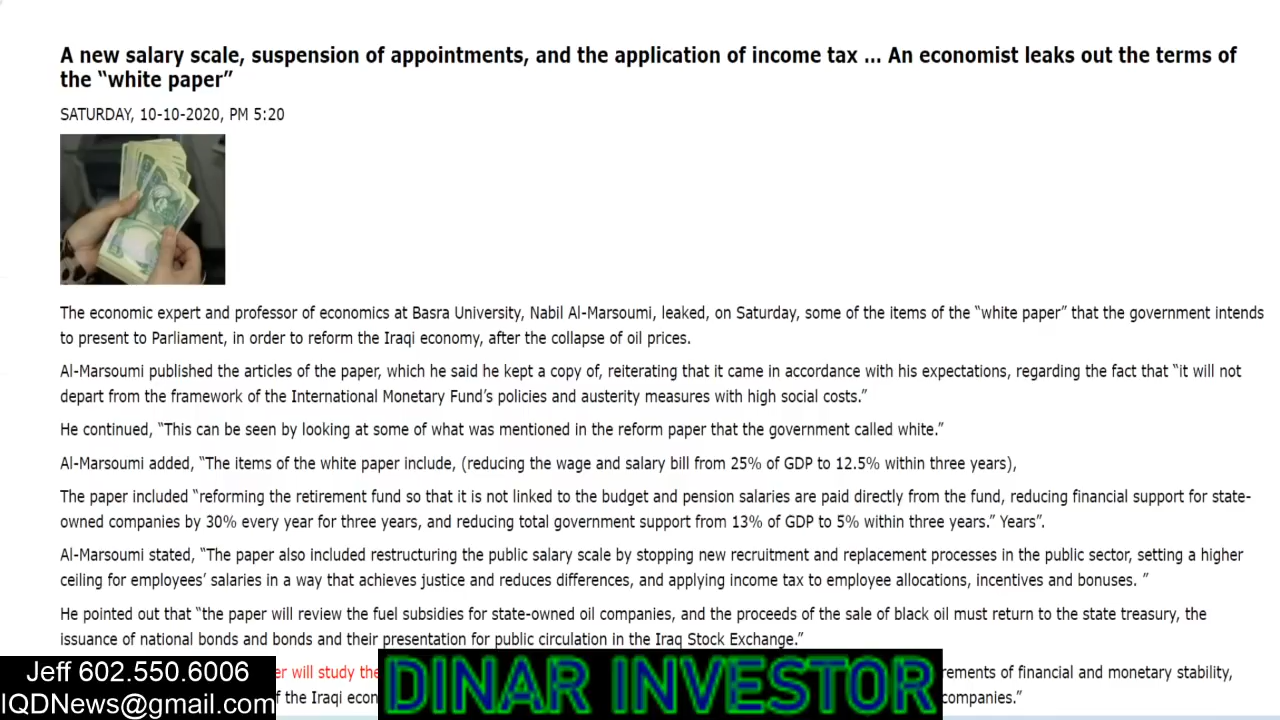 A new salary scale, suspension of appointments, and the application of income tax ... An economist leaks out the terms of
the “white paper”
SATURDAY, 10-10-2020, PM 5:20
The economic expert and professor of economics at Basra University, Nabil Al-Marsoumi, leaked, on Saturday, some of the items of the “white paper” that the government intends
to present to Parliament, in order to reform the Iraqi economy, after the collapse of oil prices.
Al-Marsoumi published the articles of the paper, which he said he kept a copy of, reiterating that it came in accordance with his expectations, regarding the fact that “it will not
depart from the framework of the International Monetary Fund’s policies and austerity measures with high social costs.”
He continued, “This can be seen by looking at some of what was mentioned in the reform paper that the government called white.”
Al-Marsoumi added, “The items of the white paper include, (reducing the wage and salary bill from 25% of GDP to 12.5% within three years),
The paper included “reforming the retirement fund so that it is not linked to the budget and pension salaries are paid directly from the fund, reducing financial support for state-
owned companies by 30% every year for three years, and reducing total government support from 13% of GDP to 5% within three years.” Years”.
Al-Marsoumi stated, “The paper also included restructuring the public salary scale by stopping new recruitment and replacement processes in the public sector, setting a higher
ceiling for employees’ salaries in a way that achieves justice and reduces differences, and applying income tax to employee allocations, incentives and bonuses. ”
He pointed out that “the paper will review the fuel subsidies for state-owned oil companies, and the proceeds of the sale of black oil must return to the state treasury, the
issuance of national bonds and bonds and their presentation for public circulation in the Iraq Stock Exchange.”
will study the of financial and monetary stability,
the Iraqi companies.”
Jeff 602.550.6006
IQDNews@gmail.com
DINAR INVESTOR